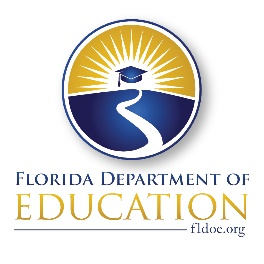 FLORIDA DEPARTMENT OF
EDUCATION
fldoe.org